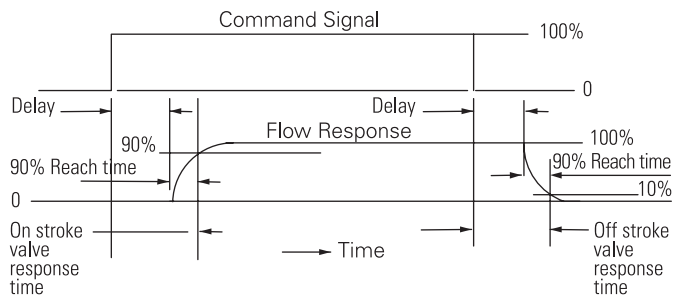 Command Signal
100%
0
Delay
Delay
Flow Response
90%
100%
90% Reach time
90% Reach time
10%
0
On stroke
valve
response
time
Time
Off stroke
valve
response
time